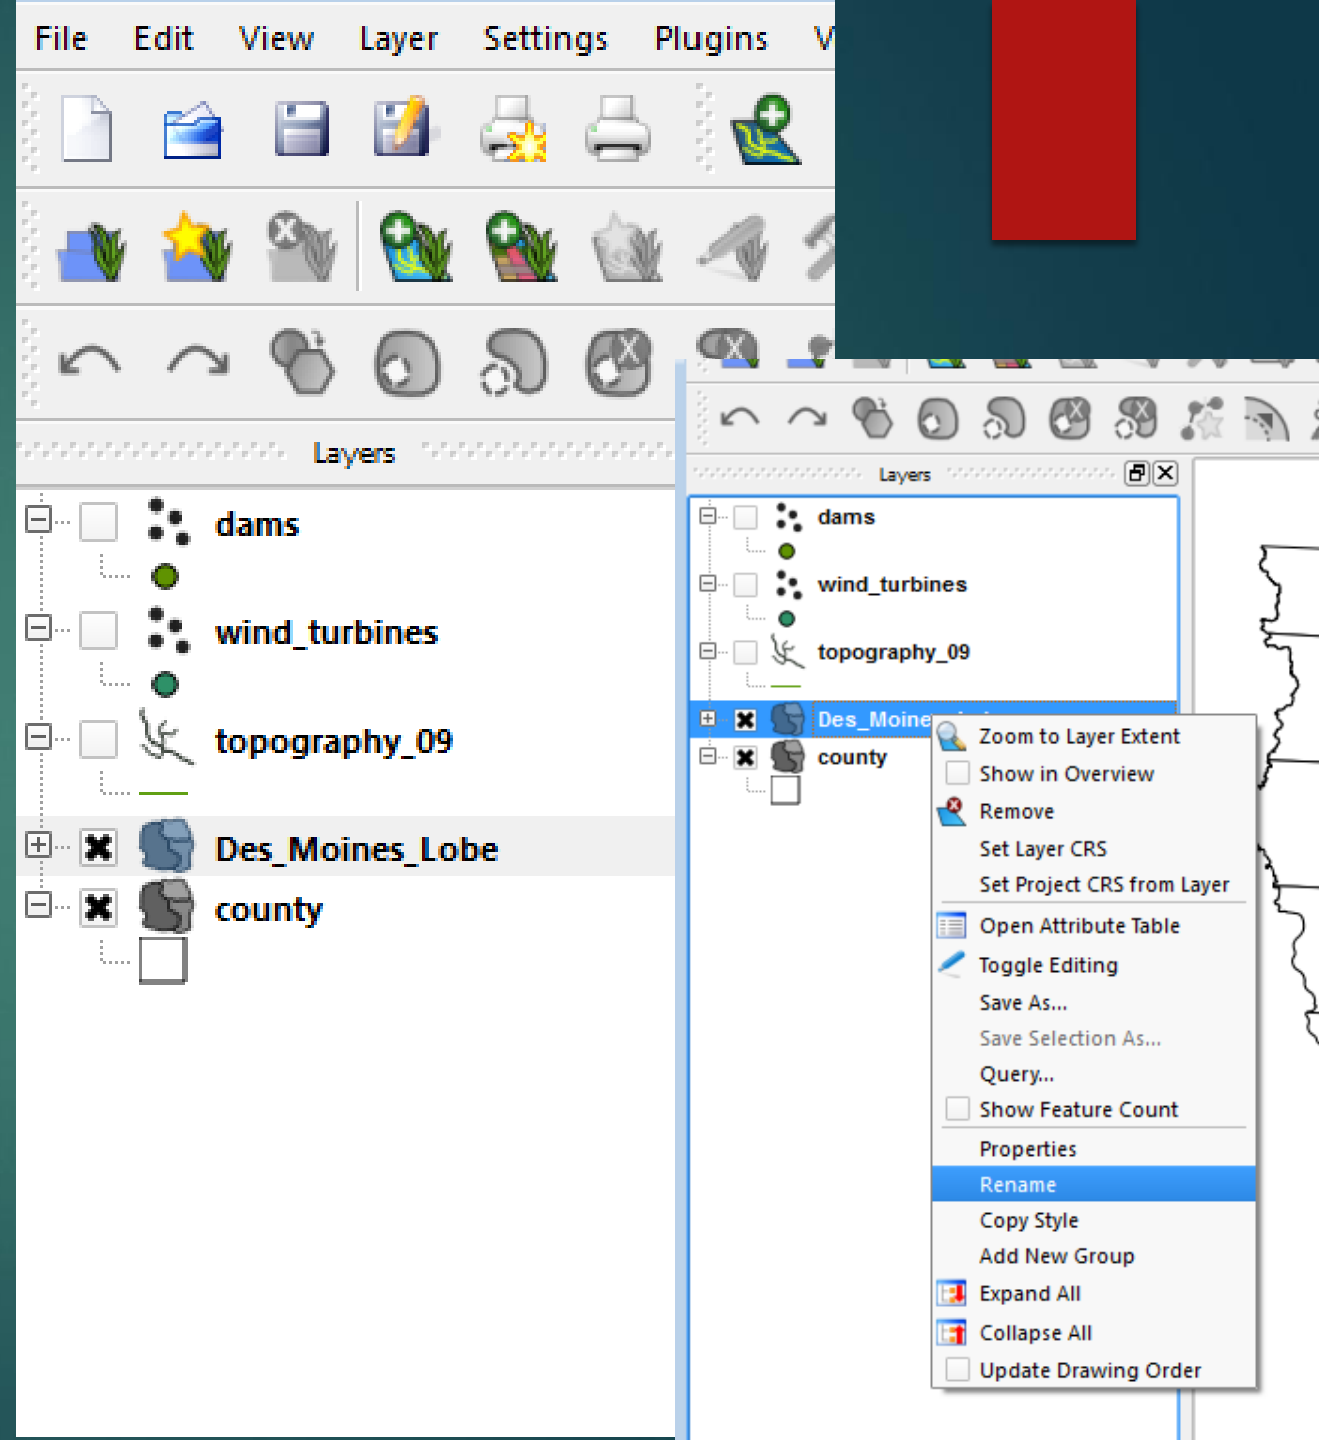 File Edit View Layer Settings Plugins V
Layers
dams
wind_turbines
topography_09
Des_Moines_Lobe
county
Layers
dams
wind_turbines
topography_09
Des_Moine
county
Zoom to Layer Extent
Show in Overview
Remove
Set Layer CRS
Set Project CRS from Layer
Open Attribute Table
Toggle Editing
Save As...
Save Selection As...
Query...
Show Feature Count
Properties
Rename
Copy Style
Add New Group
Expand All
Collapse All
Update Drawing Order